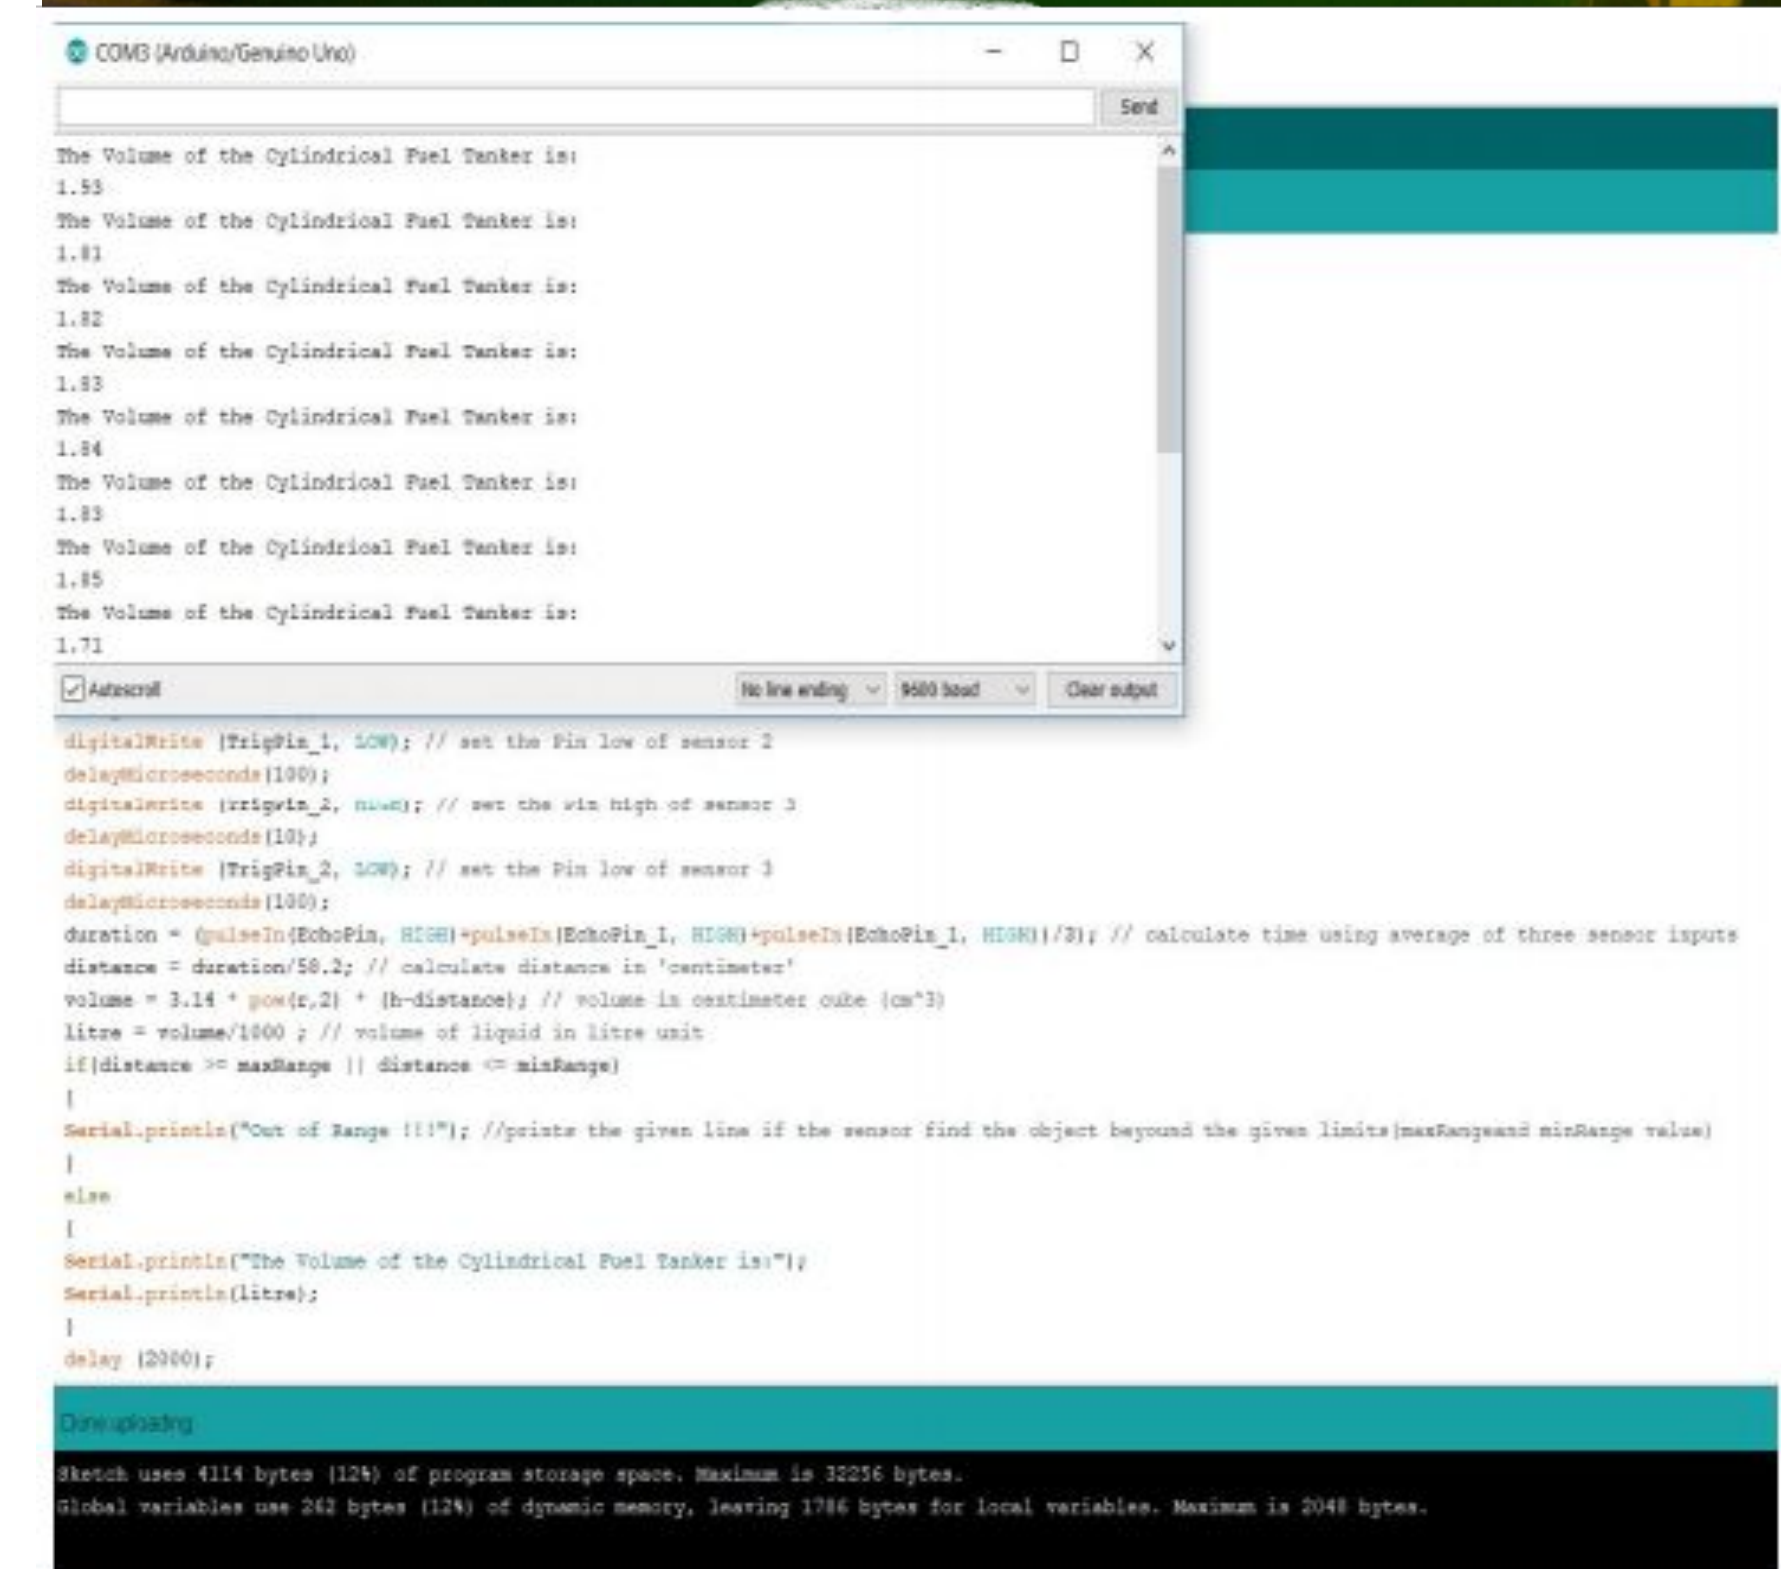 COM3 (Arduino/Genuino Uno)
Send
The Volume of the Cylindrical Fuel Tanker is:
1.53
The Volume of the Cylindrical Fuel Tanker is:
1.81
The Volume of the Cylindrical Fuel Tanker is:
1.82
The Volume of the Cylindrical Fuel Tanker is:
1.83
The Volume of the Cylindrical Fuel Tanker is:
1.84
The Volume of the Cylindrical Fuel Tanker is:
1.83
The Volume of the Cylindrical Fuel Tanker is:
1.85
The Volume of the Cylindrical Fuel Tanker is:
1.71
Autoscroll
No line ending
9600 baud
Clear output
digitalWrite (TrigPin_1, LOW); // set the Pin low of sensor 2
delayMicroseconds(100);
digitalWrite (TrigPin_2, HIGH); // set the Pin high of sensor 3
delayMicroseconds(10);
digitalWrite (TrigPin_2, LOW); // set the Pin low of sensor 3
delayMicroseconds(100);
duration = (pulseIn(EchoPin, HIGH)+pulseIn(EchoPin_1, HIGH)+pulseIn(EchoPin_1, HIGH))/3); // calculate time using average of three sensor inputs
distance = duration/58.2; // calculate distance in 'centimeter'
volume = 3.14 * pow(r,2) * (h-distance); // volume in centimeter cube (cm^3)
litre = volume/1000 ; // volume of liquid in litre unit
if(distance >= maxRange || distance <= minRange)
{
Serial.println("Out of Range !!!"); //prints the given line if the sensor find the object beyound the given limits(maxRangeand minRange value)
}
else
{
Serial.println("The Volume of the Cylindrical Fuel Tanker is:");
Serial.println(litre);
}
delay (2000);
Done uploading
Sketch uses 4114 bytes (12%) of program storage space. Maximum is 32256 bytes.
Global variables use 262 bytes (12%) of dynamic memory, leaving 1786 bytes for local variables. Maximum is 2048 bytes.